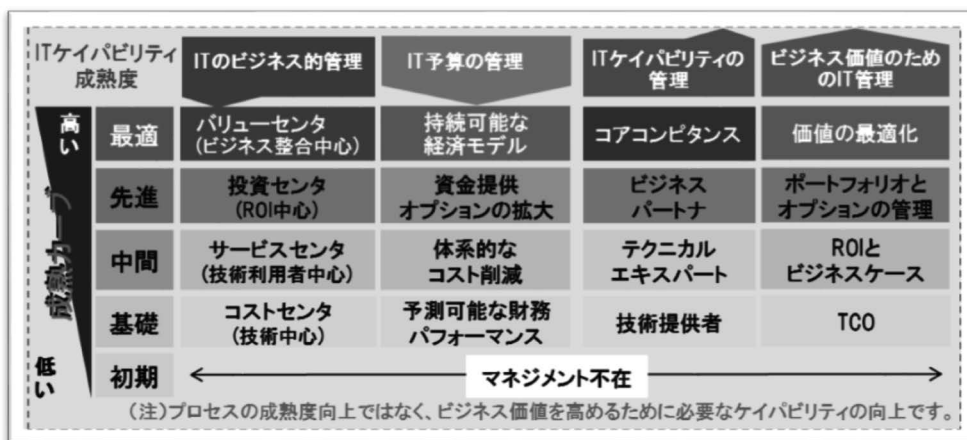 ITケイパビリティ
成熟度
ITのビジネス的管理
IT予算の管理
ITケイパビリティの
管理
ビジネス価値のため
のIT管理
高い
成熟カーブ
低い
最適
バリューセンタ
(ビジネス整合中心)
持続可能な
経済モデル
コアコンピタンス
価値の最適化
先進
投資センタ
(ROI中心)
資金提供
オプションの拡大
ビジネス
パートナ
ポートフォリオと
オプションの管理
中間
サービスセンタ
(技術利用者中心)
体系的な
コスト削減
テクニカル
エキスパート
ROIと
ビジネスケース
基礎
コストセンタ
(技術中心)
予測可能な財務
パフォーマンス
技術提供者
TCO
初期
マネジメント不在
(注)プロセスの成熟度向上ではなく、ビジネス価値を高めるために必要なケイパビリティの向上です。